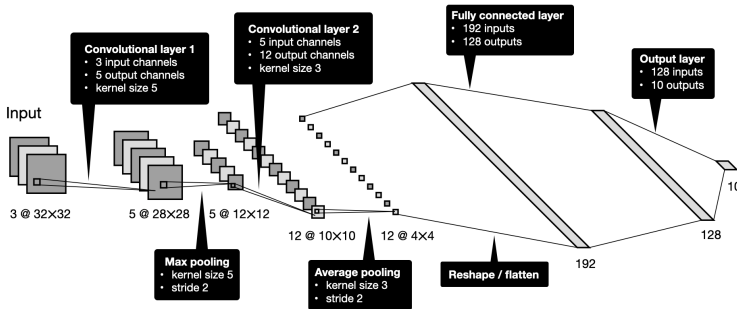 Convolutional layer 1
• 3 input channels
• 5 output channels
• kernel size 5
Convolutional layer 2
• 5 input channels
• 12 output channels
• kernel size 3
Fully connected layer
• 192 inputs
• 128 outputs
Output layer
• 128 inputs
• 10 outputs
Input
3 @ 32×32
5 @ 28×28
5 @ 12×12
12 @ 10×10
12 @ 4×4
192
128
10
Max pooling
• kernel size 5
• stride 2
Average pooling
• kernel size 3
• stride 2
Reshape / flatten